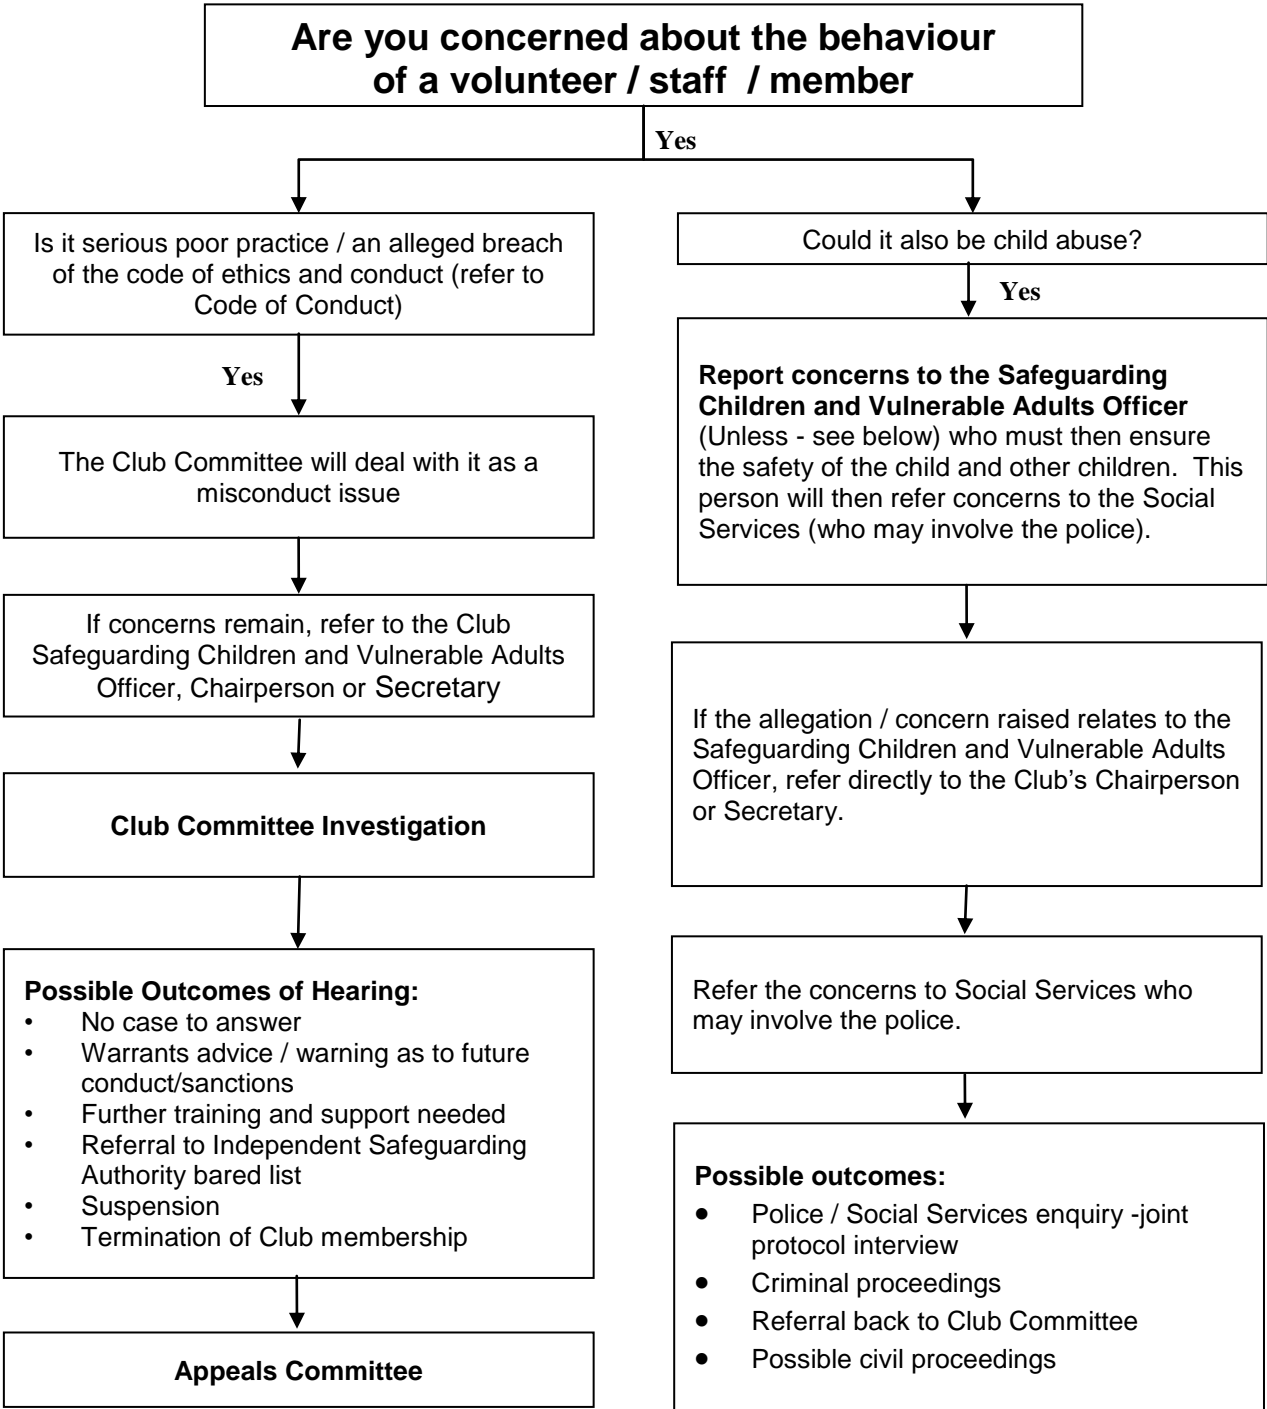 Are you concerned about the behaviour
of a volunteer / staff / member
Yes
Is it serious poor practice / an alleged breach
of the code of ethics and conduct (refer to
Code of Conduct)
Yes
The Club Committee will deal with it as a
misconduct issue
If concerns remain, refer to the Club
Safeguarding Children and Vulnerable Adults
Officer, Chairperson or Secretary
Club Committee Investigation
Possible Outcomes of Hearing:
• No case to answer
• Warrants advice / warning as to future
conduct/sanctions
• Further training and support needed
• Referral to Independent Safeguarding
Authority bared list
• Suspension
• Termination of Club membership
Appeals Committee
Could it also be child abuse?
Yes
Report concerns to the Safeguarding
Children and Vulnerable Adults Officer
(Unless - see below) who must then ensure
the safety of the child and other children. This
person will then refer concerns to the Social
Services (who may involve the police).
If the allegation / concern raised relates to the
Safeguarding Children and Vulnerable Adults
Officer, refer directly to the Club’s Chairperson
or Secretary.
Refer the concerns to Social Services who
may involve the police.
Possible outcomes:
• Police / Social Services enquiry -joint
protocol interview
• Criminal proceedings
• Referral back to Club Committee
• Possible civil proceedings